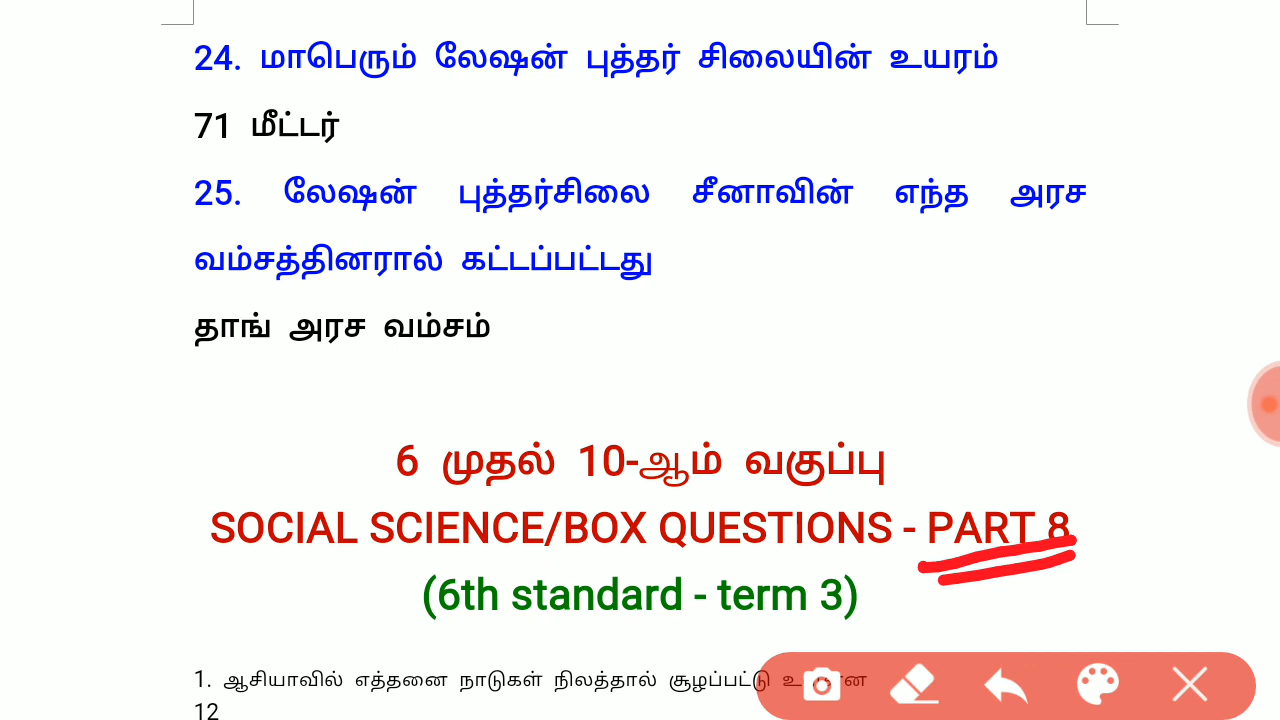 24. மாபெரும் லேஷன் புத்தர் சிலையின் உயரம்
71 மீட்டர்
25. லேஷன் புத்தர்சிலை சீனாவின் எந்த அரச
வம்சத்தினரால் கட்டப்பட்டது
தாங் அரச வம்சம்
6 முதல் 10-ஆம் வகுப்பு
SOCIAL SCIENCE/BOX QUESTIONS - PART 8
(6th standard - term 3)
1. ஆசியாவில் எத்தனை நாடுகள் நிலத்தால் சூழப்பட்டு
12